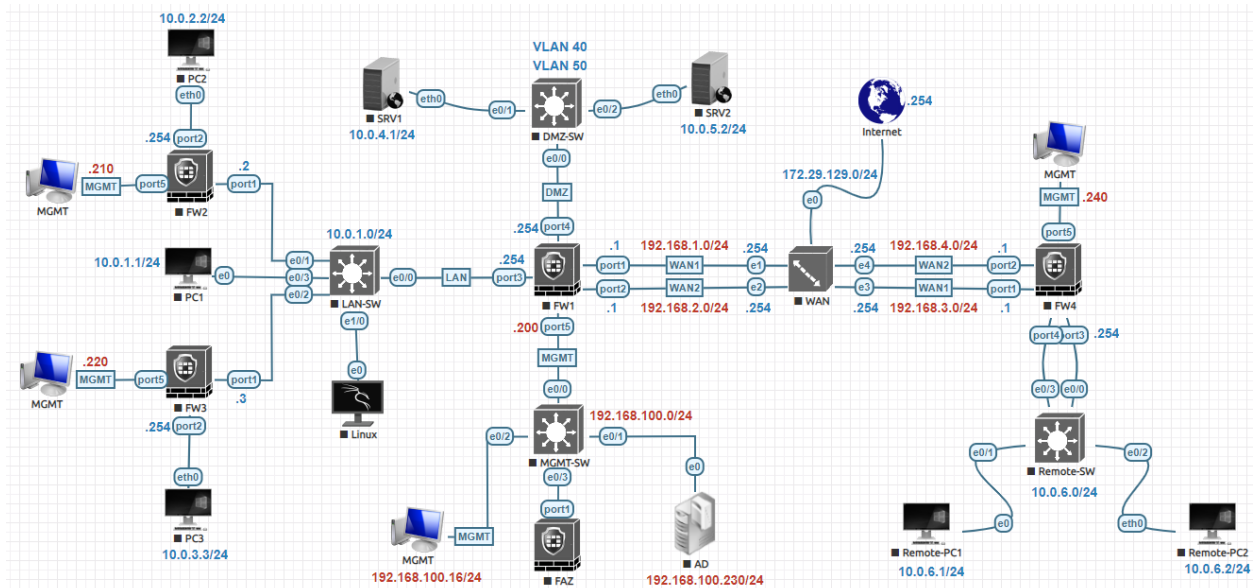 10.0.2.2/24
PC2
eth0
.254
port2
.210
MGMT
port5
.2
port1
MGMT
FW2
10.0.1.1/24
PC1
e0
10.0.1.0/24
e0/1
e0/3
e0/2
e0/0
LAN
.254
port3
LAN-SW
e1/0
e0
Linux
.220
MGMT
port5
port1
MGMT
FW3
.3
.254
port2
eth0
PC3
10.0.3.3/24
VLAN 40
VLAN 50
SRV1
10.0.4.1/24
eth0
e0/1
e0/2
eth0
SRV2
10.0.5.2/24
DMZ-SW
e0/0
DMZ
.254
port4
FW1
.1
port1
192.168.1.0/24
WAN1
.254
e1
port2
.1
WAN2
192.168.2.0/24
e2
.254
WAN
.254
Internet
172.29.129.0/24
e0
.254
e4
192.168.4.0/24
WAN2
.1
port2
e3
.254
WAN1
192.168.3.0/24
port1
.1
FW4
MGMT
MGMT
.240
port5
port4
port3
.254
e0/3
e0/0
Remote-SW
10.0.6.0/24
e0/1
e0/2
e0
Remote-PC1
10.0.6.1/24
eth0
Remote-PC2
10.0.6.2/24
.200
port5
MGMT
e0/0
192.168.100.0/24
e0/2
e0/1
MGMT-SW
e0/3
port1
FAZ
MGMT
MGMT
192.168.100.16/24
e0
AD
192.168.100.230/24